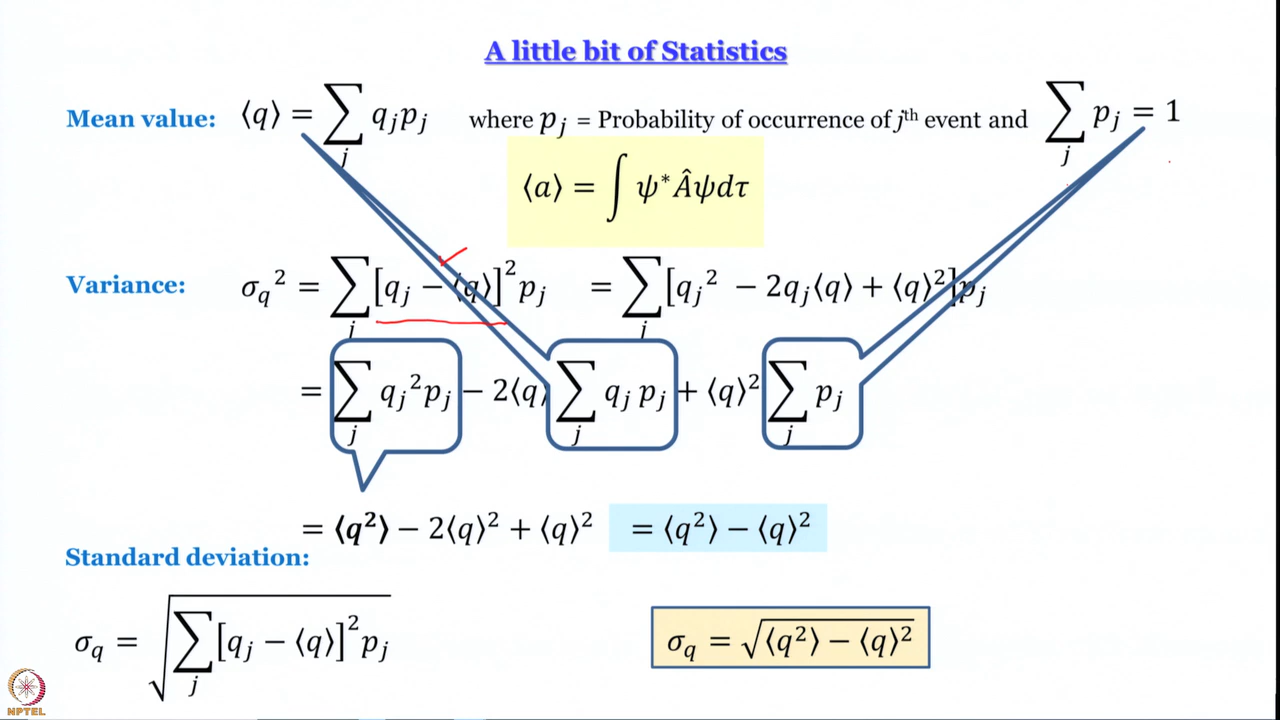 A little bit of Statistics
Mean value: ⟨q⟩ = ∑_j q_j p_j where p_j = Probability of occurrence of jᵗʰ event and ∑_j p_j = 1
⟨a⟩ = ∫ ψ* Â ψ dτ
Variance: σ_q² = ∑_j [q_j − ⟨q⟩]² p_j = ∑_j [q_j² − 2q_j⟨q⟩ + ⟨q⟩²] p_j
= ∑_j q_j² p_j − 2⟨q⟩ ∑_j q_j p_j + ⟨q⟩² ∑_j p_j
= ⟨q²⟩ − 2⟨q⟩² + ⟨q⟩² = ⟨q²⟩ − ⟨q⟩²
Standard deviation:
σ_q = √(∑_j [q_j − ⟨q⟩]² p_j) σ_q = √(⟨q²⟩ − ⟨q⟩²)
NPTEL